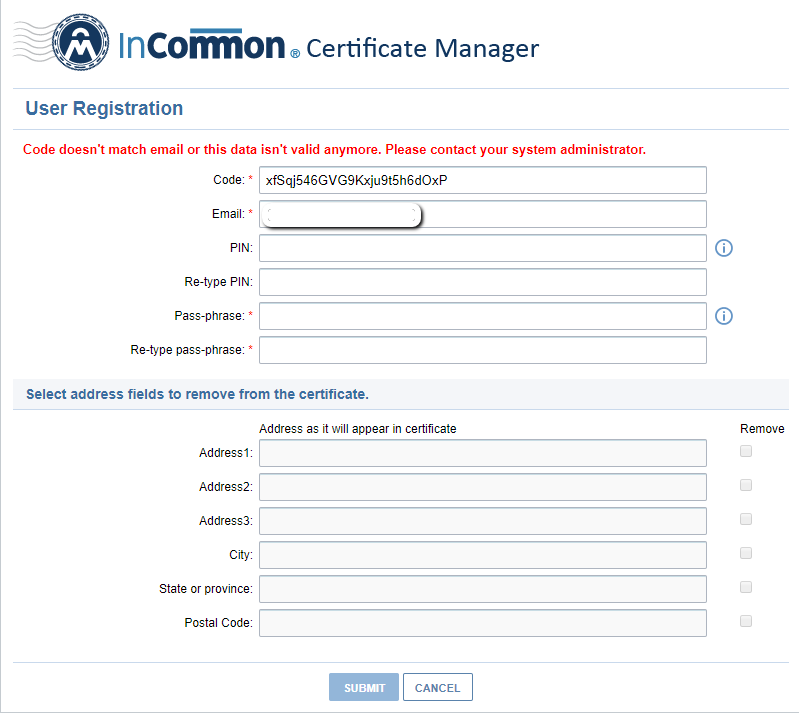 InCommon® Certificate Manager
User Registration
Code doesn't match email or this data isn't valid anymore. Please contact your system administrator.
Code: * xfSqj546GVG9Kxju9t5h6dOxP
Email: *
PIN:
Re-type PIN:
Pass-phrase: *
Re-type pass-phrase: *
Select address fields to remove from the certificate.
Address as it will appear in certificate Remove
Address1:
Address2:
Address3:
City:
State or province:
Postal Code:
SUBMIT CANCEL